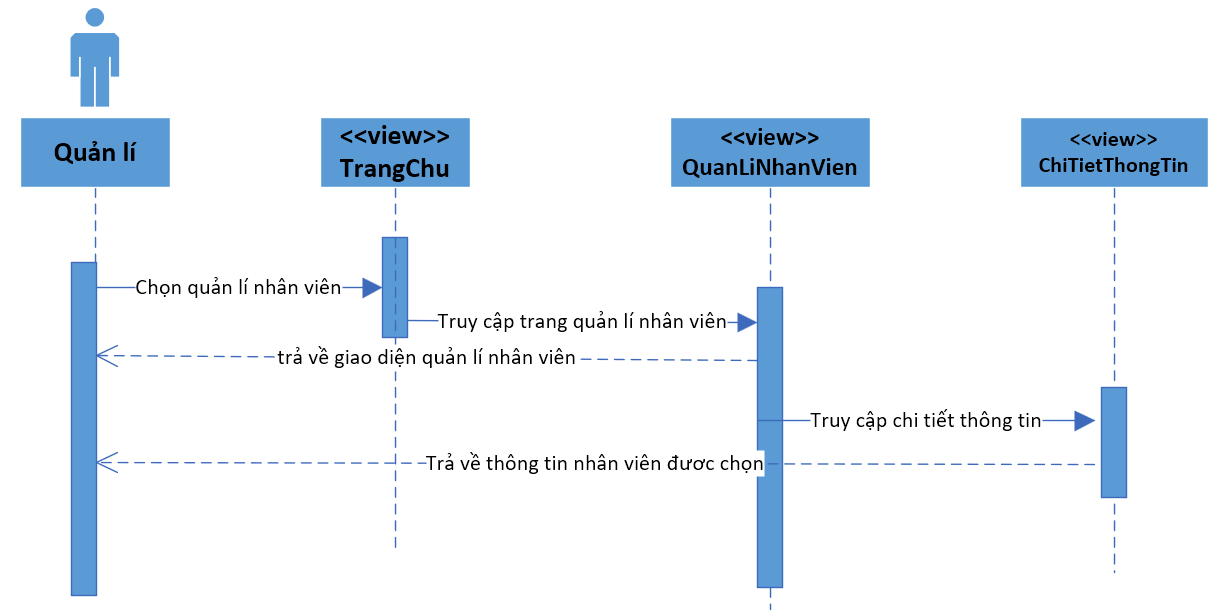 Quản lí
<<view>>
TrangChu
<<view>>
QuanLiNhanVien
<<view>>
ChiTietThongTin
Chọn quản lí nhân viên
Truy cập trang quản lí nhân viên
trả về giao diện quản lí nhân viên
Truy cập chi tiết thông tin
Trả về thông tin nhân viên đươc chọn